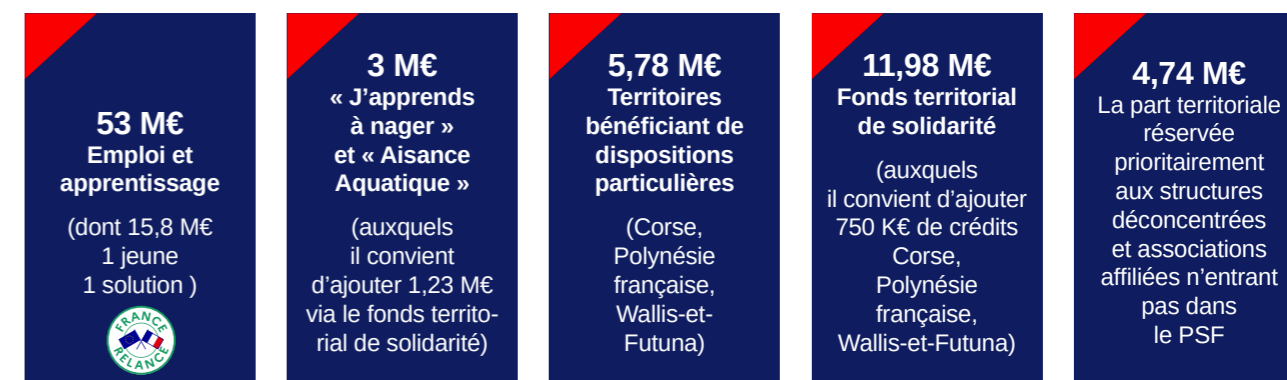 53 M€
Emploi et
apprentissage
(dont 15,8 M€
1 jeune
1 solution )
FRANCE
RELANCE
3 M€
« J’apprends
à nager »
et « Aisance
Aquatique »
(auxquels
il convient
d’ajouter 1,23 M€
via le fonds territo-
rial de solidarité)
5,78 M€
Territoires
bénéficiant de
dispositions
particulières
(Corse,
Polynésie
française,
Wallis-et-
Futuna)
11,98 M€
Fonds territorial
de solidarité
(auxquels
il convient d’ajouter
750 K€ de crédits
Corse,
Polynésie
française,
Wallis-et-Futuna)
4,74 M€
La part territoriale
réservée
prioritairement
aux structures
déconcentrées
et associations
affiliées n’entrant
pas dans
le PSF